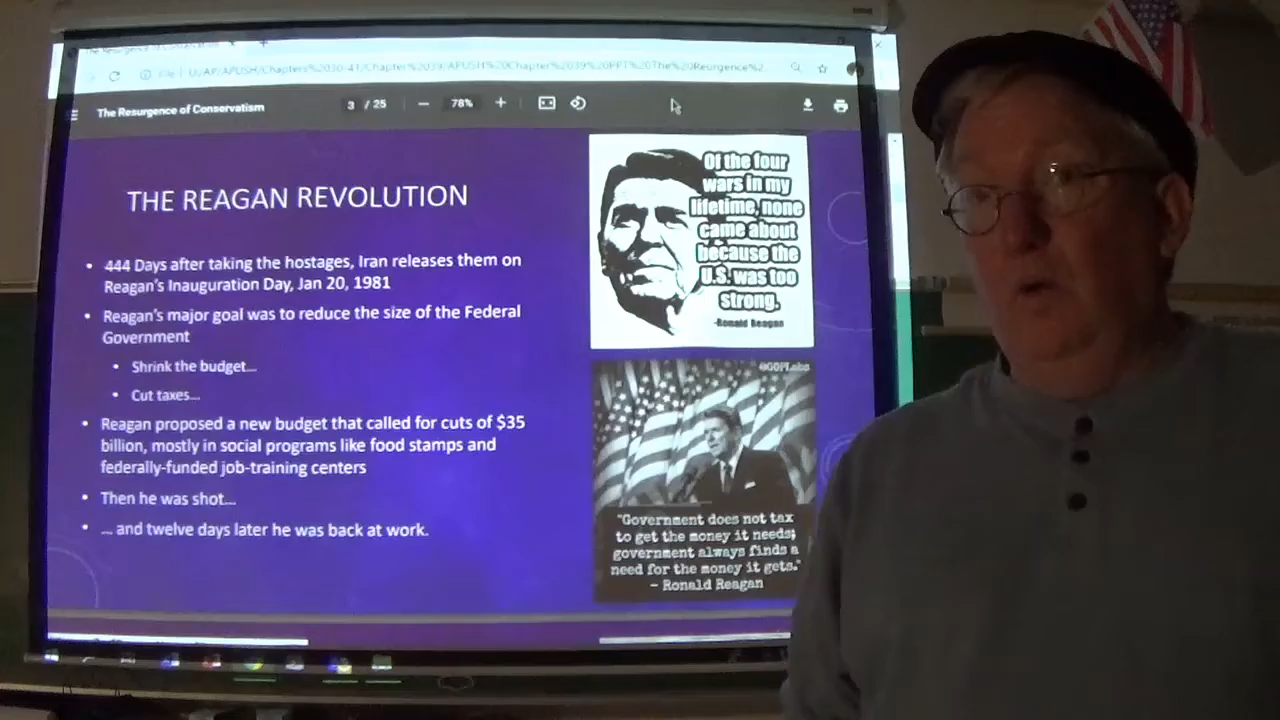 The Resurgence of Conservatism
3 / 25
78%
THE REAGAN REVOLUTION
• 444 Days after taking the hostages, Iran releases them on
Reagan's Inauguration Day, Jan 20, 1981
• Reagan's major goal was to reduce the size of the Federal
Government
• Shrink the budget...
• Cut taxes...
• Reagan proposed a new budget that called for cuts of $35
billion, mostly in social programs like food stamps and
federally-funded job-training centers
• Then he was shot...
• ... and twelve days later he was back at work.
Of the four
wars in my
lifetime, none
came about
because the
U.S. was too
strong.
-Ronald Reagan
@GOPLabs
"Government does not tax
to get the money it needs;
government always finds a
need for the money it gets."
– Ronald Reagan